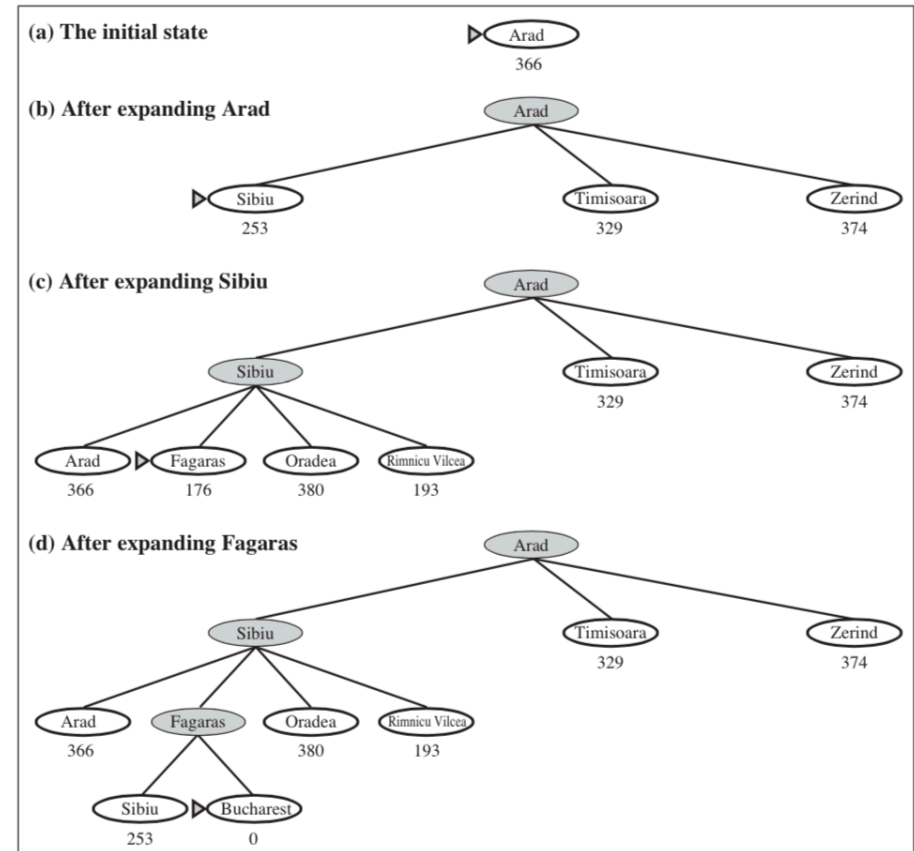 (a) The initial state
Arad
366
(b) After expanding Arad
Arad
Sibiu Timisoara Zerind
253 329 374
(c) After expanding Sibiu
Arad
Sibiu Timisoara Zerind
329 374
Arad Fagaras Oradea Rimnicu Vilcea
366 176 380 193
(d) After expanding Fagaras
Arad
Sibiu Timisoara Zerind
329 374
Arad Fagaras Oradea Rimnicu Vilcea
366 380 193
Sibiu Bucharest
253 0